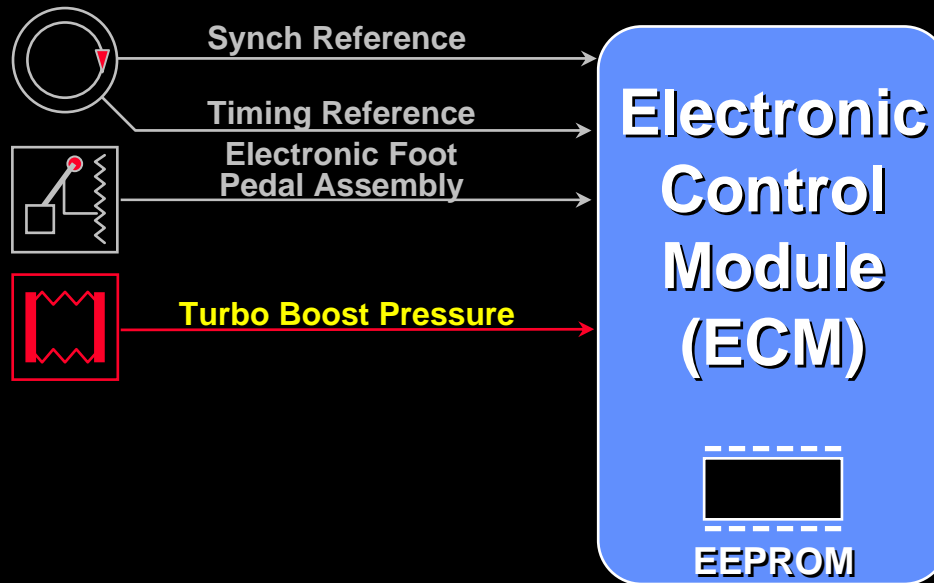 Synch Reference
Timing Reference
Electronic Foot
Pedal Assembly
Turbo Boost Pressure
Electronic
Control
Module
(ECM)
EEPROM